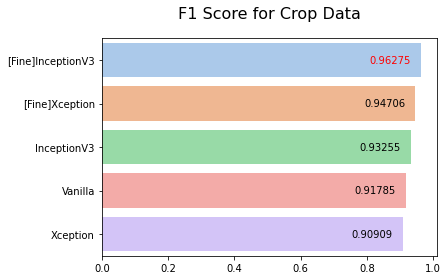 F1 Score for Crop Data
[Fine]InceptionV3 0.96275
[Fine]Xception 0.94706
InceptionV3 0.93255
Vanilla 0.91785
Xception 0.90909
0.0 0.2 0.4 0.6 0.8 1.0